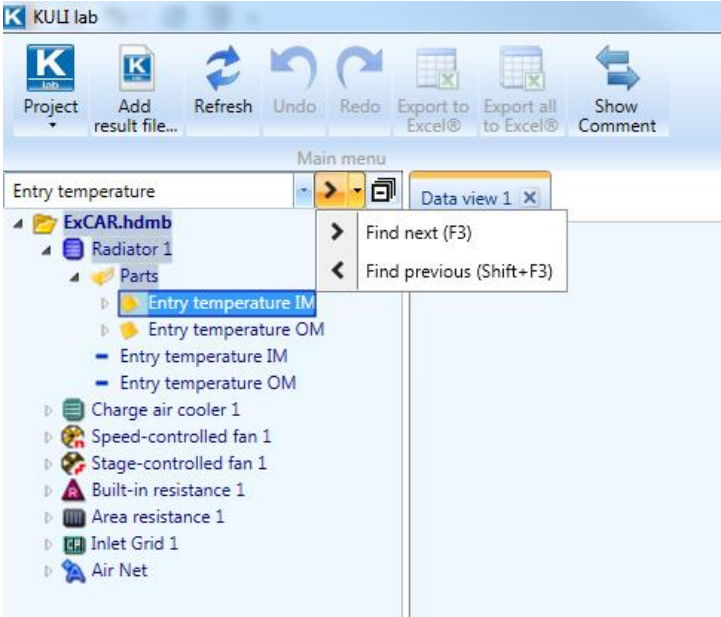 K KULI lab
K
lab
K
lab
Project
Add
result file...
Refresh
Undo
Redo
Export to
Excel®
Export all
to Excel®
Show
Comment
Main menu
Entry temperature
Data view 1
Find next (F3)
Find previous (Shift+F3)
ExCAR.hdmb
Radiator 1
Parts
Entry temperature IM
Entry temperature OM
Entry temperature IM
Entry temperature OM
Charge air cooler 1
Speed-controlled fan 1
Stage-controlled fan 1
Built-in resistance 1
Area resistance 1
Inlet Grid 1
Air Net